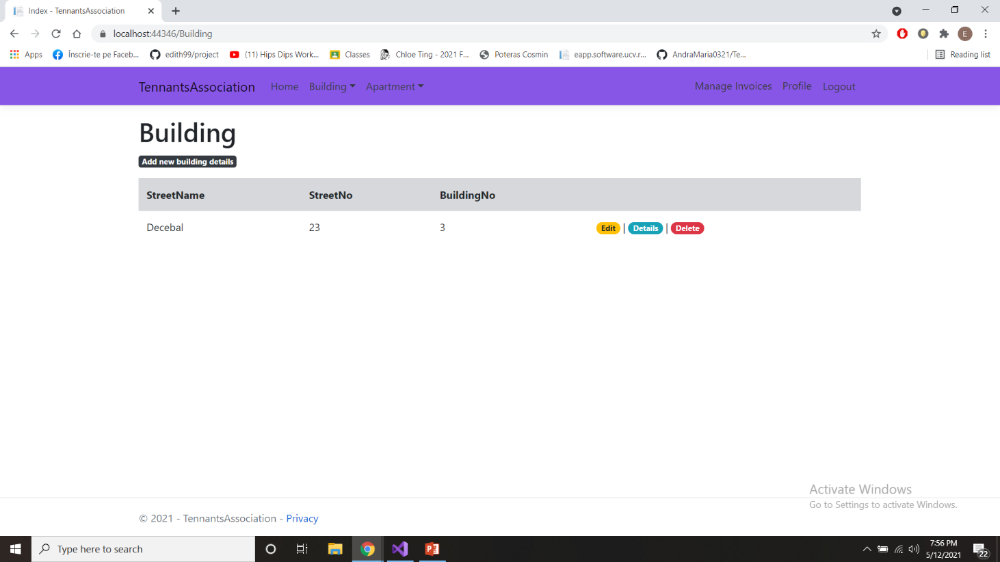 Index - TennantsAssociation
localhost:44346/Building
E
Apps Înscrie-te pe Faceb... edith99/project (11) Hips Dips Work... Classes Chloe Ting - 2021 F... Poteras Cosmin eapp.software.ucv.r... AndraMaria0321/Te... Reading list
TennantsAssociation Home Building Apartment Manage Invoices Profile Logout
Building
Add new building details
StreetName StreetNo BuildingNo
Decebal 23 3 Edit | Details | Delete
Activate Windows
Go to Settings to activate Windows.
© 2021 - TennantsAssociation - Privacy
Type here to search
7:56 PM
5/12/2021
22